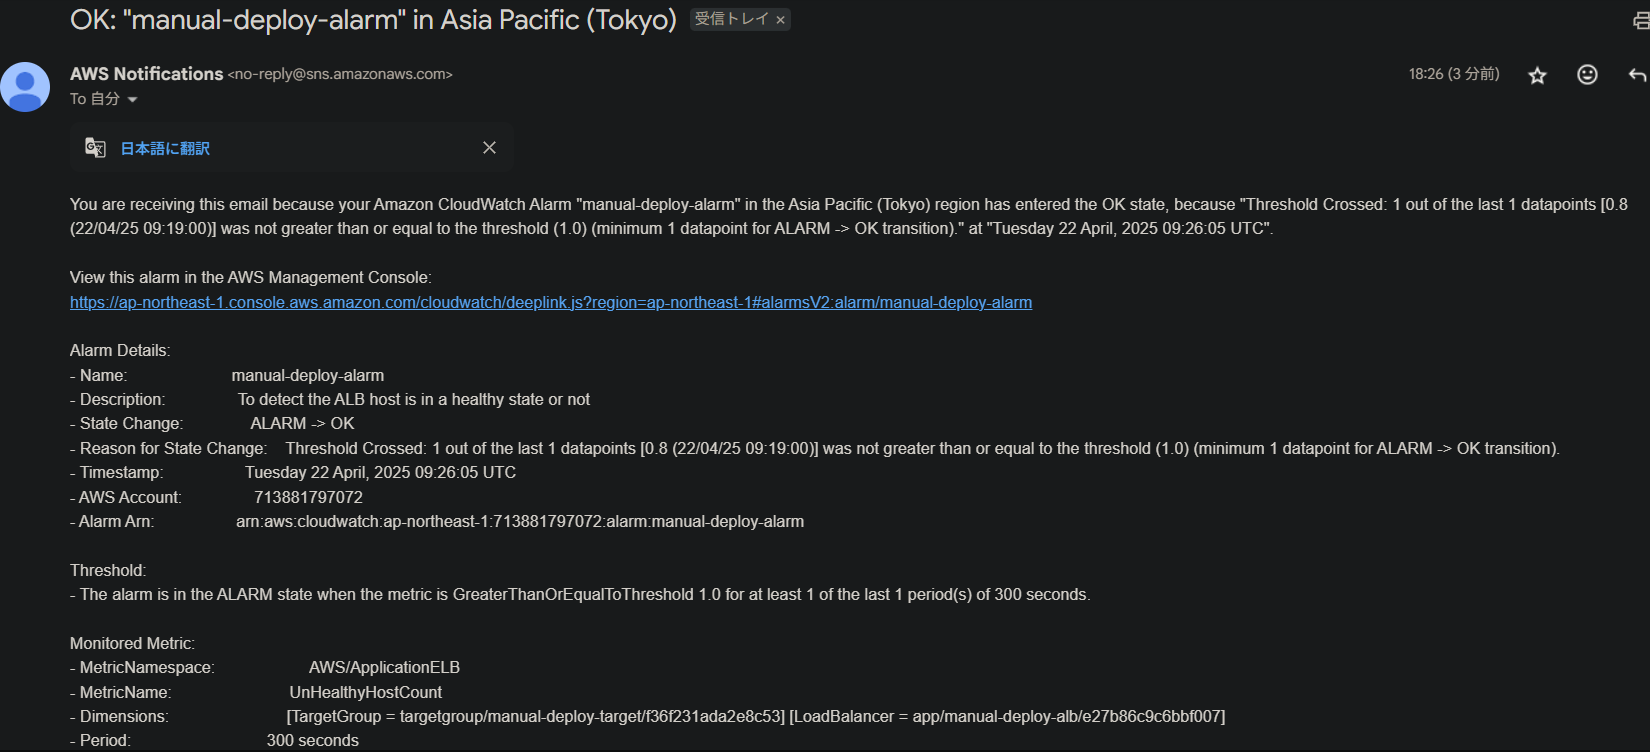 OK: "manual-deploy-alarm" in Asia Pacific (Tokyo) 受信トレイ ×
AWS Notifications <no-reply@sns.amazonaws.com> 18:26 (3 分前)
To 自分
日本語に翻訳
You are receiving this email because your Amazon CloudWatch Alarm "manual-deploy-alarm" in the Asia Pacific (Tokyo) region has entered the OK state, because "Threshold Crossed: 1 out of the last 1 datapoints [0.8
(22/04/25 09:19:00)] was not greater than or equal to the threshold (1.0) (minimum 1 datapoint for ALARM -> OK transition)." at "Tuesday 22 April, 2025 09:26:05 UTC".
View this alarm in the AWS Management Console:
https://ap-northeast-1.console.aws.amazon.com/cloudwatch/deeplink.js?region=ap-northeast-1#alarmsV2:alarm/manual-deploy-alarm
Alarm Details:
- Name: manual-deploy-alarm
- Description: To detect the ALB host is in a healthy state or not
- State Change: ALARM -> OK
- Reason for State Change: Threshold Crossed: 1 out of the last 1 datapoints [0.8 (22/04/25 09:19:00)] was not greater than or equal to the threshold (1.0) (minimum 1 datapoint for ALARM -> OK transition).
- Timestamp: Tuesday 22 April, 2025 09:26:05 UTC
- AWS Account: 713881797072
- Alarm Arn: arn:aws:cloudwatch:ap-northeast-1:713881797072:alarm:manual-deploy-alarm
Threshold:
- The alarm is in the ALARM state when the metric is GreaterThanOrEqualToThreshold 1.0 for at least 1 of the last 1 period(s) of 300 seconds.
Monitored Metric:
- MetricNamespace: AWS/ApplicationELB
- MetricName: UnHealthyHostCount
- Dimensions: [TargetGroup = targetgroup/manual-deploy-target/f36f231ada2e8c53] [LoadBalancer = app/manual-deploy-alb/e27b86c9c6bbf007]
- Period: 300 seconds